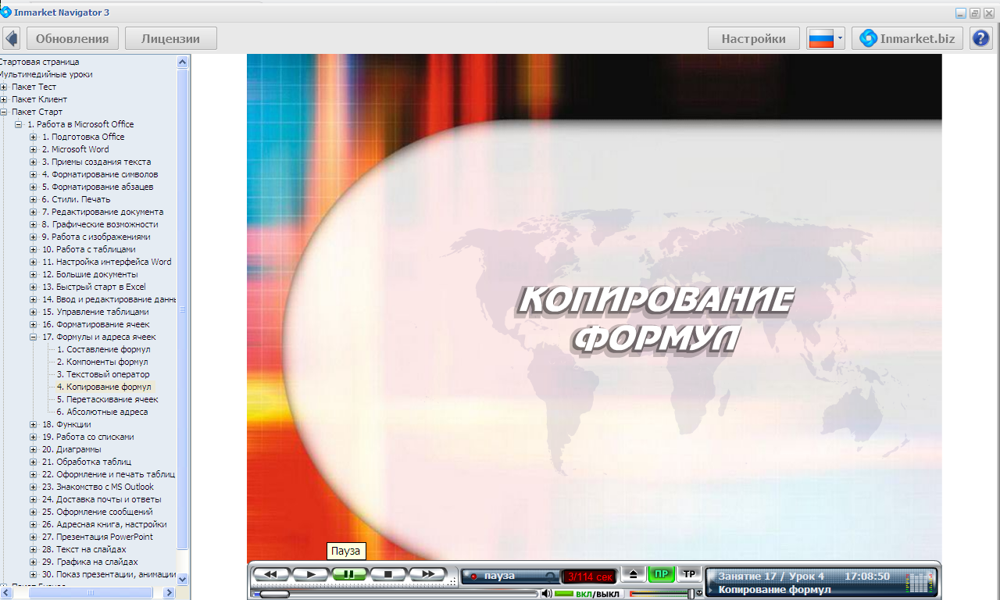 Inmarket Navigator 3
Обновления
Лицензии
Настройки
Inmarket.biz
?
Стартовая страница
Мультимедийные уроки
Пакет Тест
Пакет Клиент
Пакет Старт
1. Работа в Microsoft Office
1. Подготовка Office
2. Microsoft Word
3. Приемы создания текста
4. Форматирование символов
5. Форматирование абзацев
6. Стили. Печать
7. Редактирование документа
8. Графические возможности
9. Работа с изображениями
10. Работа с таблицами
11. Настройка интерфейса Word
12. Большие документы
13. Быстрый старт в Excel
14. Ввод и редактирование данны
15. Управление таблицами
16. Форматирование ячеек
17. Формулы и адреса ячеек
1. Составление формул
2. Компоненты формул
3. Текстовый оператор
4. Копирование формул
5. Перетаскивание ячеек
6. Абсолютные адреса
18. Функции
19. Работа со списками
20. Диаграммы
21. Обработка таблиц
22. Оформление и печать таблиц
23. Знакомство с MS Outlook
24. Доставка почты и ответы
25. Оформление сообщений
26. Адресная книга, настройки
27. Презентация PowerPoint
28. Текст на слайдах
29. Графика на слайдах
30. Показ презентации, анимации
КОПИРОВАНИЕ
ФОРМУЛ
Пауза
пауза
3/114 сек
ПР
ТР
ВКЛ/ВЫКЛ
Занятие 17 / Урок 4 17:08:50
Копирование формул